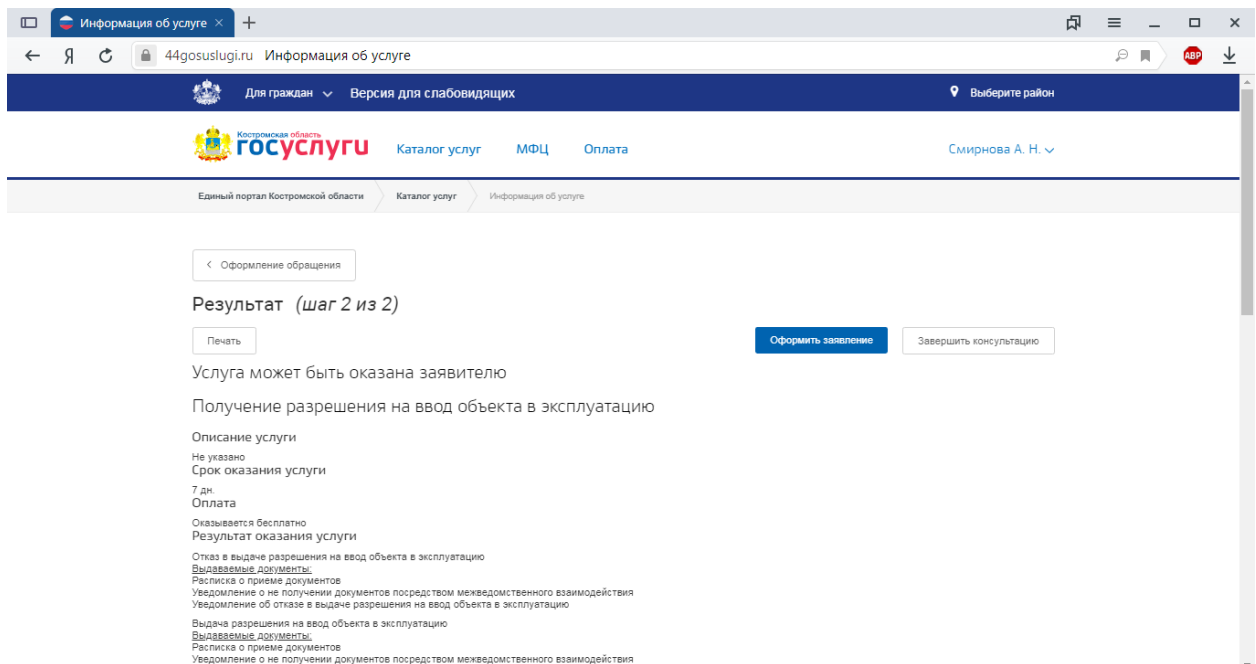 Информация об услуге
44gosuslugi.ru Информация об услуге
ABP
Для граждан Версия для слабовидящих Выберите район
Костромская область
госуслуги Каталог услуг МФЦ Оплата Смирнова А. Н.
Единый портал Костромской области Каталог услуг Информация об услуге
Оформление обращения
Результат (шаг 2 из 2)
Печать Оформить заявление Завершить консультацию
Услуга может быть оказана заявителю
Получение разрешения на ввод объекта в эксплуатацию
Описание услуги
Не указано
Срок оказания услуги
7 дн.
Оплата
Оказывается бесплатно
Результат оказания услуги
Отказ в выдаче разрешения на ввод объекта в эксплуатацию
Выдаваемые документы:
Расписка о приеме документов
Уведомление о не получении документов посредством межведомственного взаимодействия
Уведомление об отказе в выдаче разрешения на ввод объекта в эксплуатацию
Выдача разрешения на ввод объекта в эксплуатацию
Выдаваемые документы:
Расписка о приеме документов
Уведомление о не получении документов посредством межведомственного взаимодействия